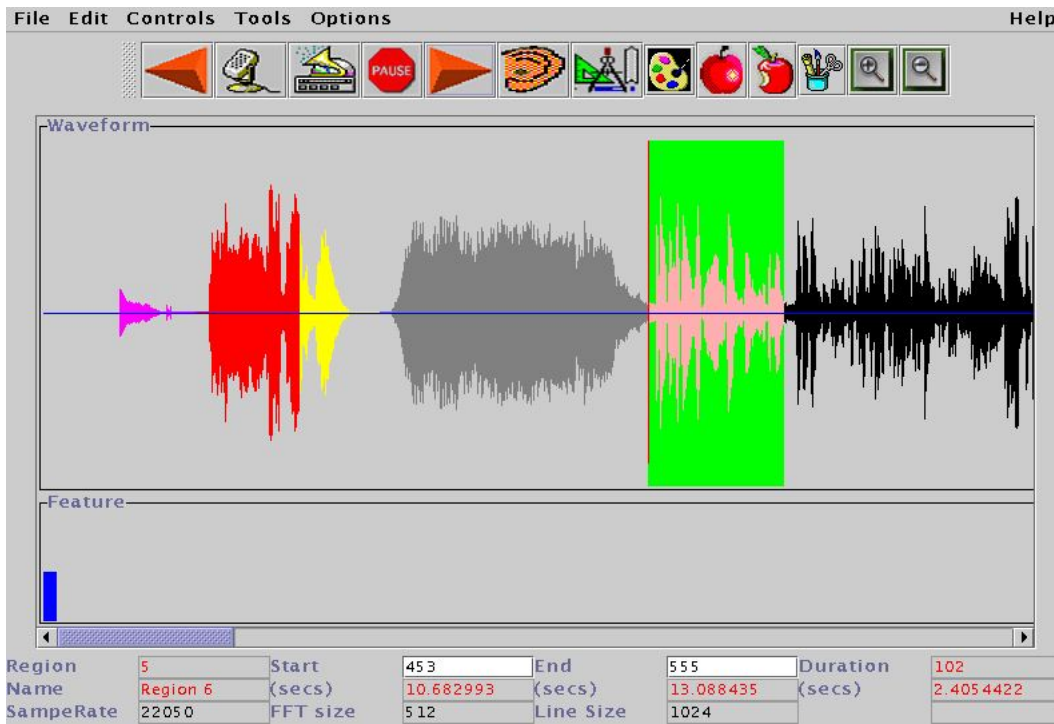 File Edit Controls Tools Options Help
PAUSE
Waveform
Feature
Region 5 Start 453 End 555 Duration 102
Name Region 6 (secs) 10.682993 (secs) 13.088435 (secs) 2.4054422
SampeRate 22050 FFT size 512 Line Size 1024